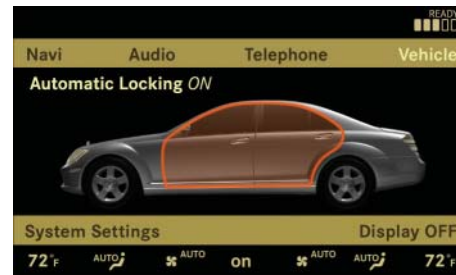 READY
Navi Audio Telephone Vehicle
Automatic Locking ON
System Settings Display OFF
72°F AUTO AUTO on AUTO AUTO 72°F